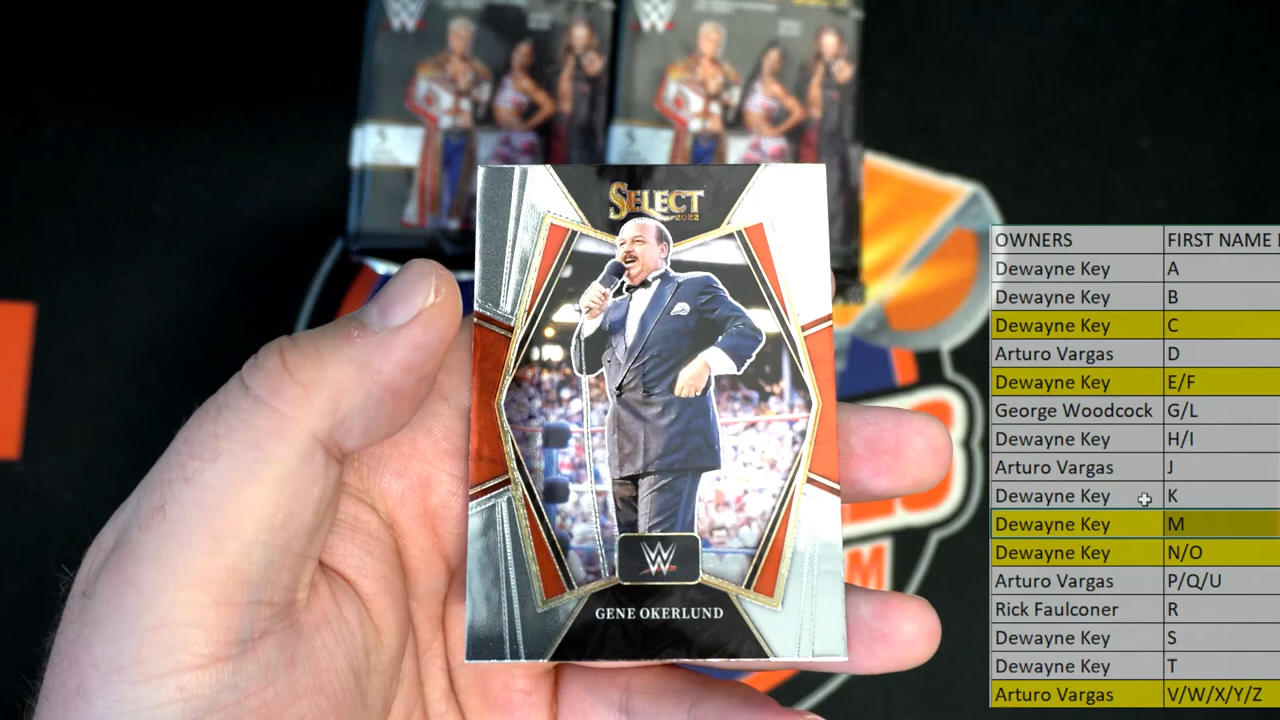 SELECT
2022
W
GENE OKERLUND
OWNERS FIRST NAME
Dewayne Key A
Dewayne Key B
Dewayne Key C
Arturo Vargas D
Dewayne Key E/F
George Woodcock G/L
Dewayne Key H/I
Arturo Vargas J
Dewayne Key K
Dewayne Key M
Dewayne Key N/O
Arturo Vargas P/Q/U
Rick Faulconer R
Dewayne Key S
Dewayne Key T
Arturo Vargas V/W/X/Y/Z